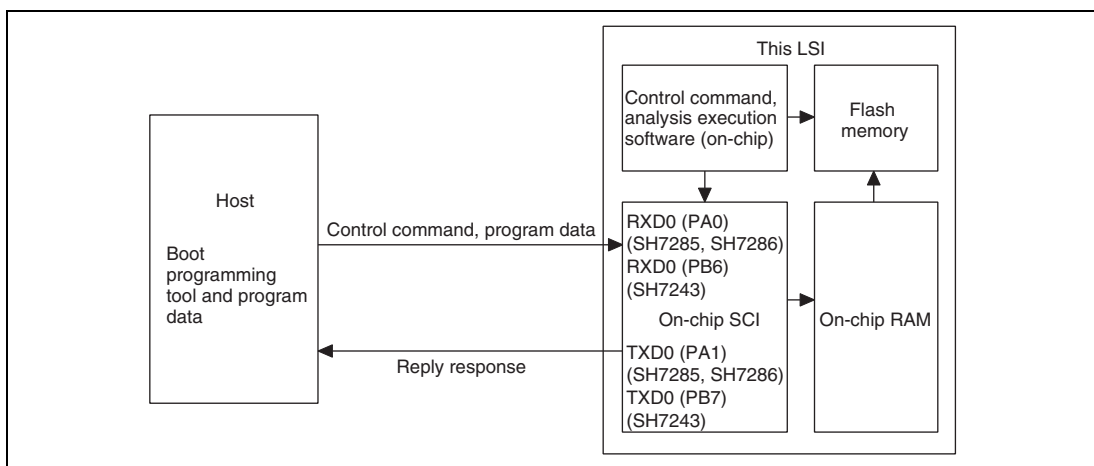 This LSI
Host
Boot
programming
tool and program
data
Control command, program data
Reply response
Control command,
analysis execution
software (on-chip)
Flash
memory
RXD0 (PA0)
(SH7285, SH7286)
RXD0 (PB6)
(SH7243)
On-chip SCI
TXD0 (PA1)
(SH7285, SH7286)
TXD0 (PB7)
(SH7243)
On-chip RAM